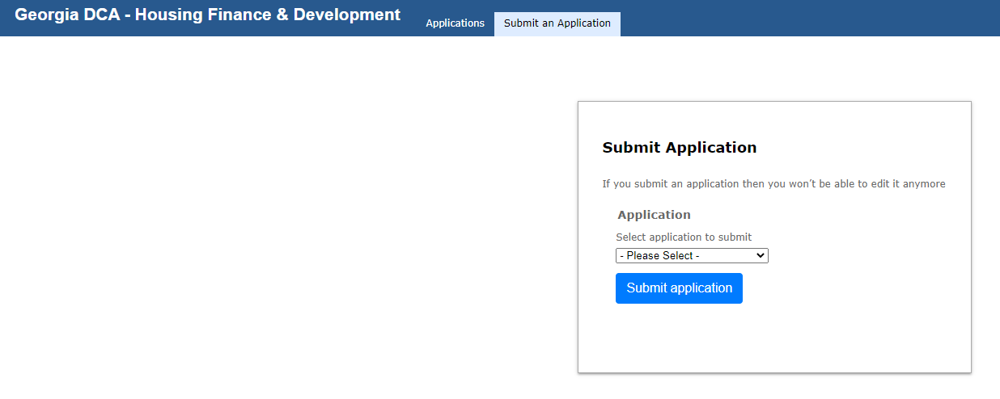 Georgia DCA - Housing Finance & Development
Applications
Submit an Application
Submit Application
If you submit an application then you won’t be able to edit it anymore
Application
Select application to submit
- Please Select -
Submit application